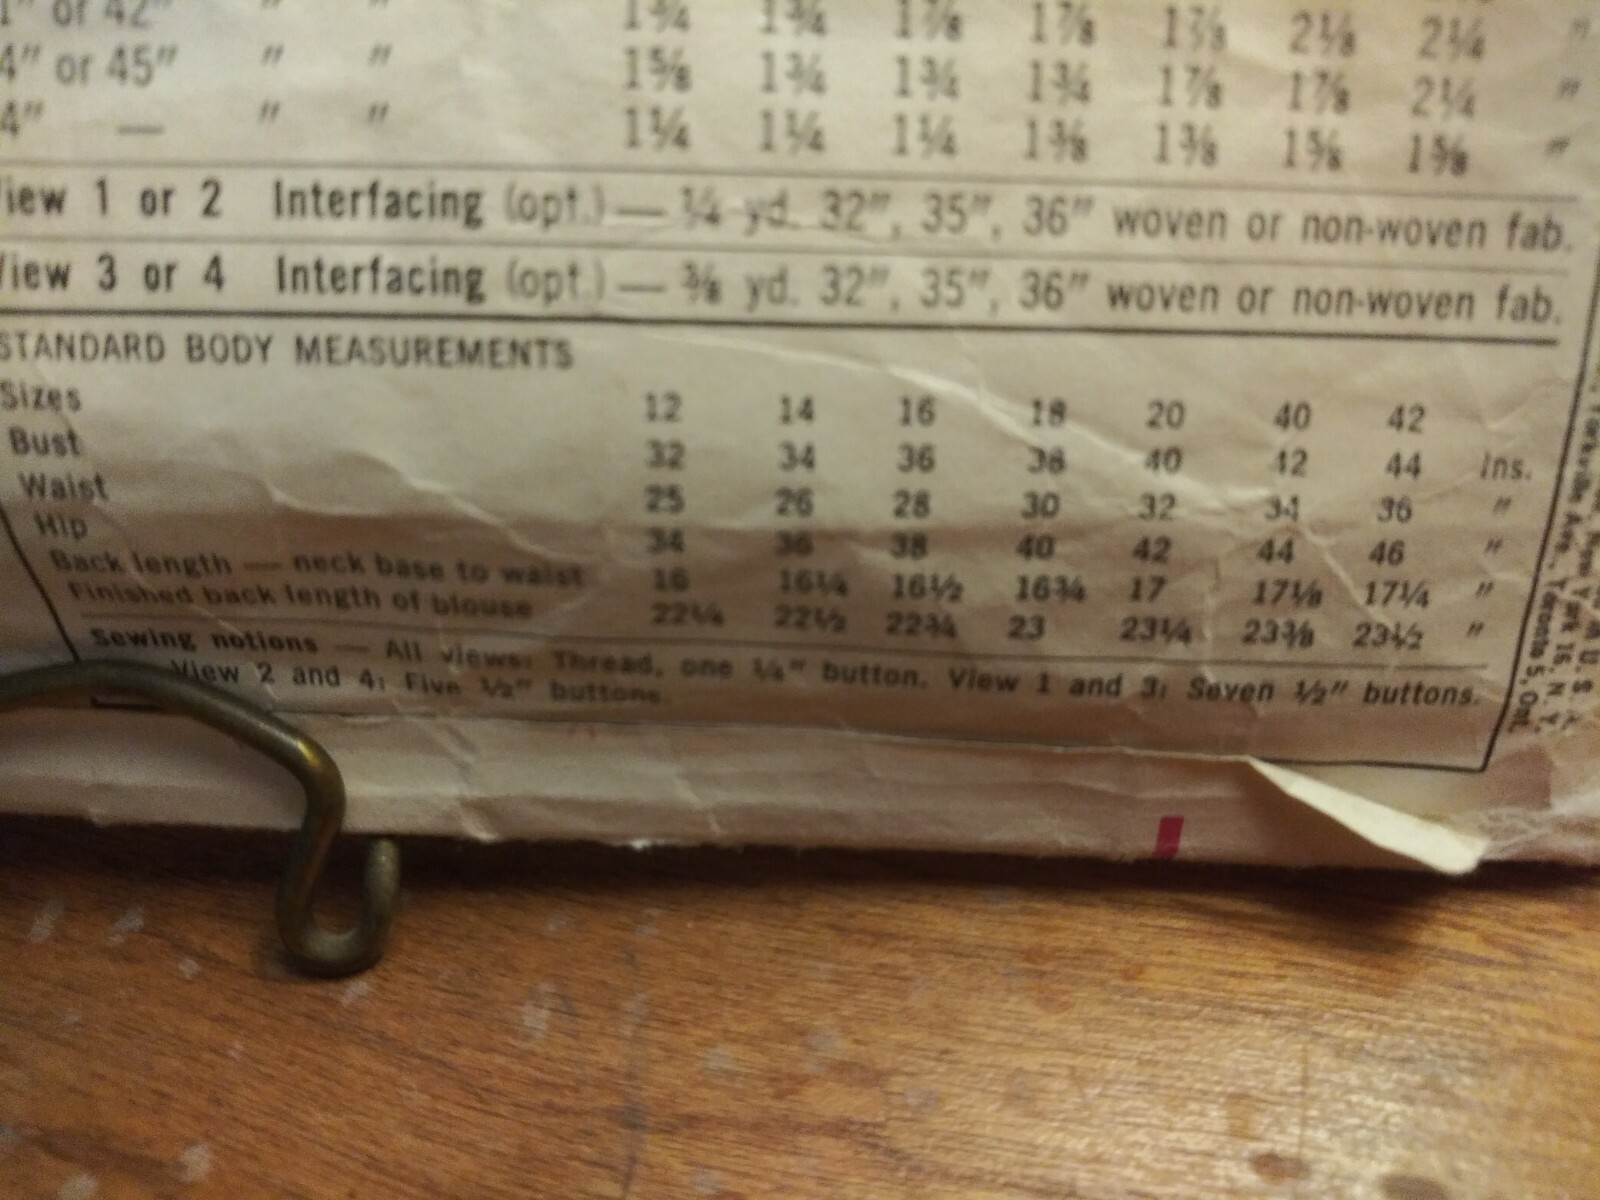 1" or 42" " " 1¾ 1¾ 1⅞ 1⅞ 1⅞ 2⅛ 2¼ "
4" or 45" " " 1⅝ 1¾ 1¾ 1¾ 1⅞ 1⅞ 2¼ "
4" — " " 1¼ 1¼ 1¼ 1⅜ 1⅜ 1⅝ 1⅝ "
View 1 or 2 Interfacing (opt.) — ¼ yd. 32", 35", 36" woven or non-woven fab.
View 3 or 4 Interfacing (opt.) — ⅜ yd. 32", 35", 36" woven or non-woven fab.
STANDARD BODY MEASUREMENTS
Sizes 12 14 16 18 20 40 42
Bust 32 34 36 38 40 42 44 Ins.
Waist 25 26 28 30 32 34 36 "
Hip 34 36 38 40 42 44 46 "
Back length — neck base to waist 16 16¼ 16½ 16¾ 17 17⅛ 17¼ "
Finished back length of blouse 22¼ 22½ 22¾ 23 23¼ 23⅜ 23½ "
Sewing notions — All views: Thread, one ¼" button. View 1 and 3: Seven ½" buttons.
View 2 and 4: Five ½" buttons.
New York 16, N. Y.
Ave., Toronto 5, Ont.